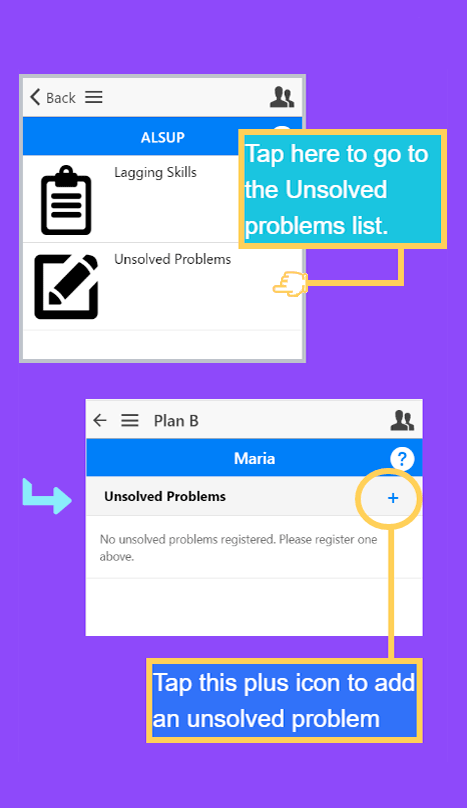 Back
ALSUP
Tap here to go to
the Unsolved
problems list.
Lagging Skills
Unsolved Problems
Plan B
Maria
?
Unsolved Problems
+
No unsolved problems registered. Please register one
above.
Tap this plus icon to add
an unsolved problem